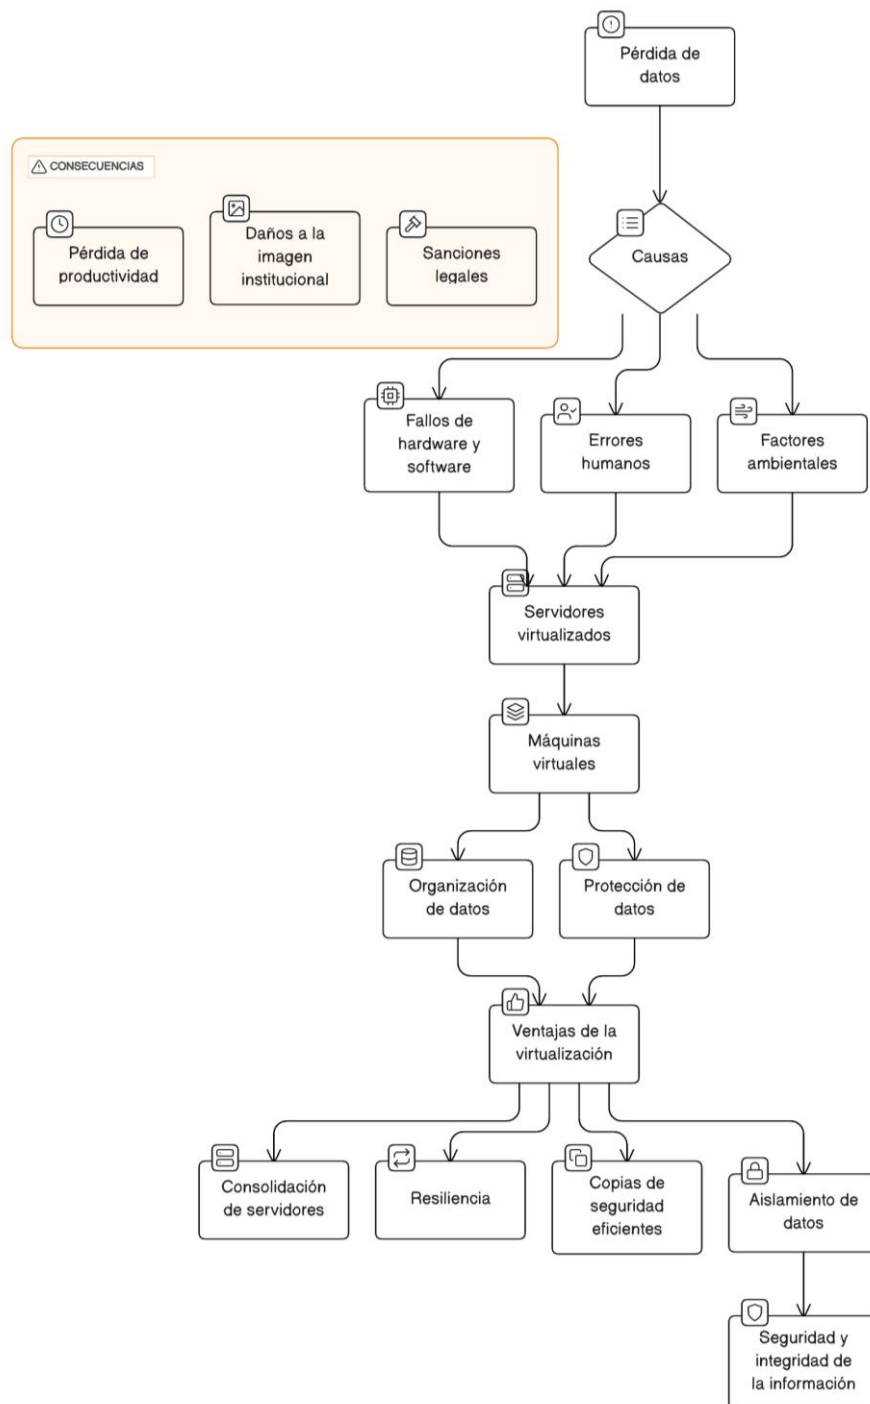 Pérdida de
datos
CONSECUENCIAS
Pérdida de
productividad
Daños a la
imagen
institucional
Sanciones
legales
Causas
Fallos de
hardware y
software
Errores
humanos
Factores
ambientales
Servidores
virtualizados
Máquinas
virtuales
Organización
de datos
Protección de
datos
Ventajas de la
virtualización
Consolidación
de servidores
Resiliencia
Copias de
seguridad
eficientes
Aislamiento de
datos
Seguridad y
integridad de
la información